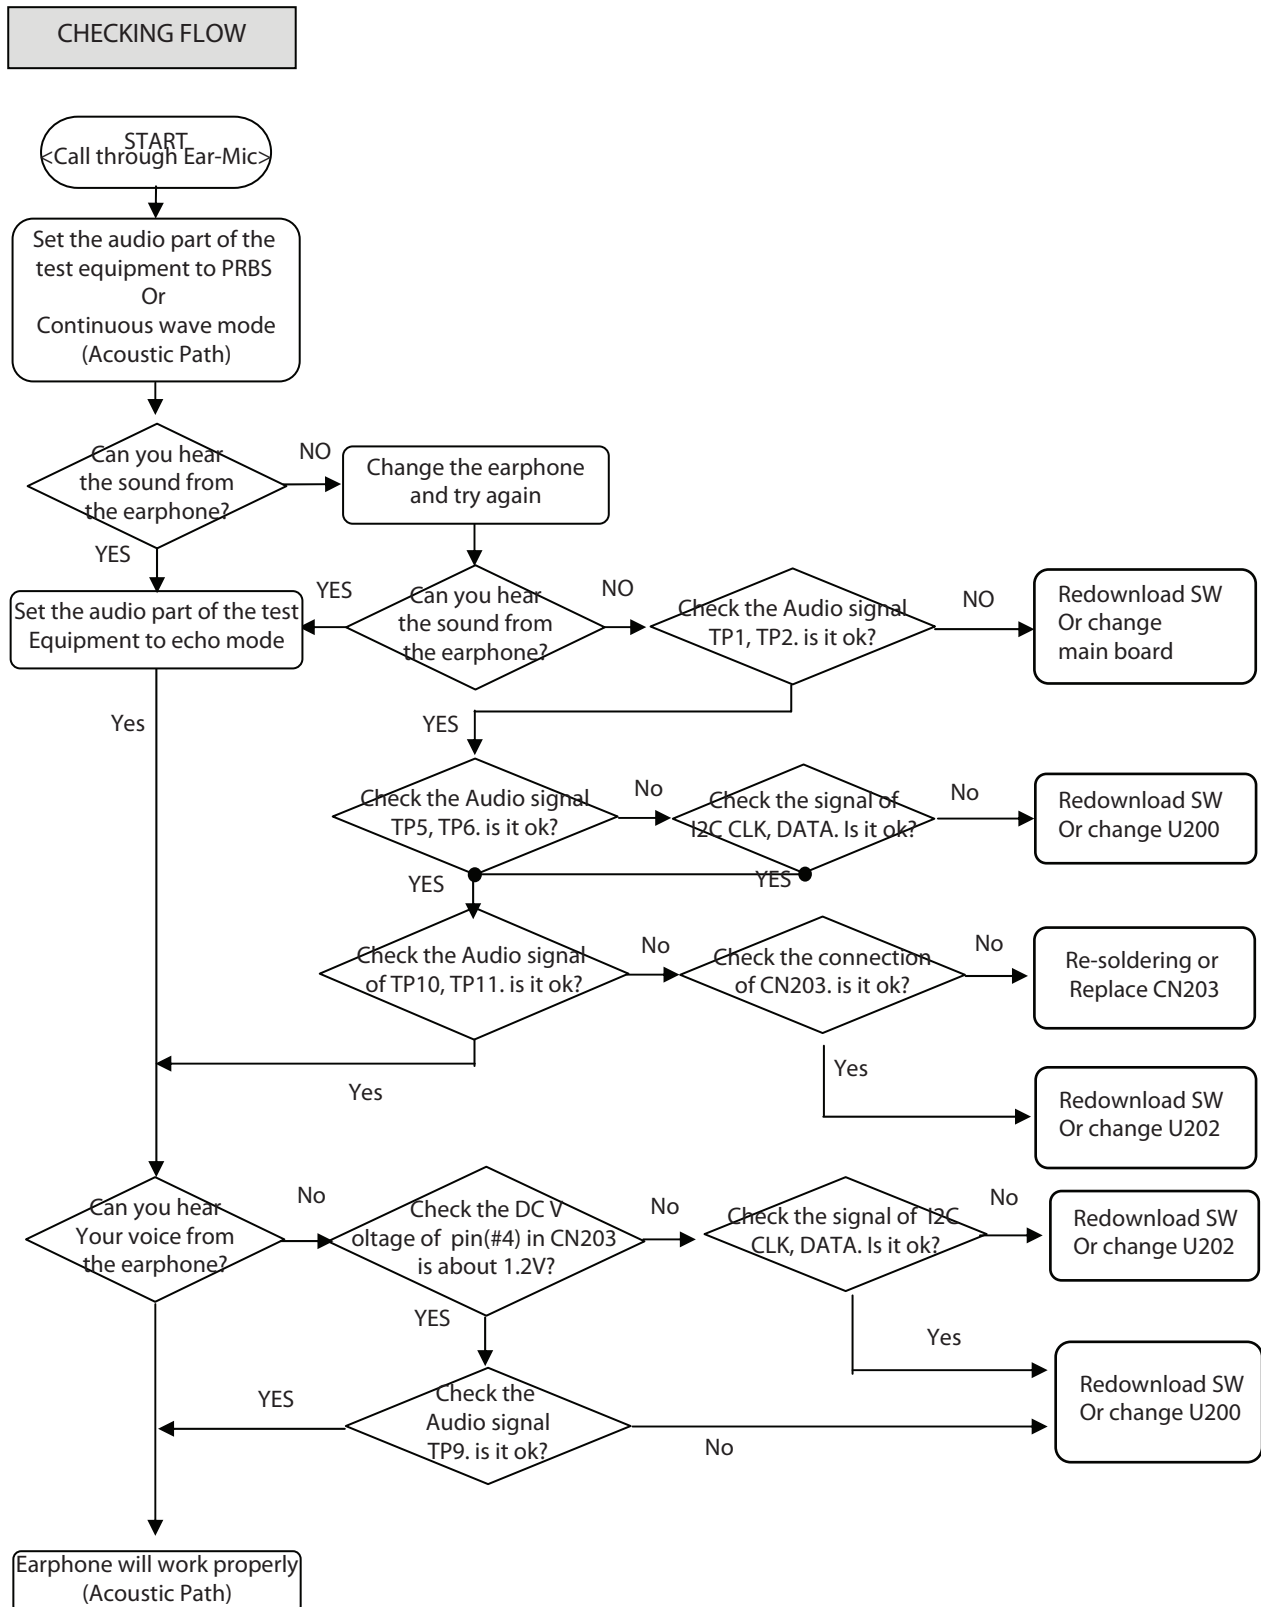 CHECKING FLOW
START
<Call through Ear-Mic>
Set the audio part of the
test equipment to PRBS
Or
Continuous wave mode
(Acoustic Path)
Can you hear
the sound from
the earphone?
NO
Change the earphone
and try again
YES
Set the audio part of the test
Equipment to echo mode
YES
Can you hear
the sound from
the earphone?
NO
Check the Audio signal
TP1, TP2. is it ok?
NO
Redownload SW
Or change
main board
Yes
YES
Check the Audio signal
TP5, TP6. is it ok?
No
Check the signal of
I2C CLK, DATA. Is it ok?
No
Redownload SW
Or change U200
YES
YES
Check the Audio signal
of TP10, TP11. is it ok?
No
Check the connection
of CN203. is it ok?
No
Re-soldering or
Replace CN203
Yes
Yes
Redownload SW
Or change U202
Can you hear
Your voice from
the earphone?
No
Check the DC V
oltage of pin(#4) in CN203
is about 1.2V?
No
Check the signal of I2C
CLK, DATA. Is it ok?
No
Redownload SW
Or change U202
YES
Yes
YES
Check the
Audio signal
TP9. is it ok?
No
Redownload SW
Or change U200
Earphone will work properly
(Acoustic Path)